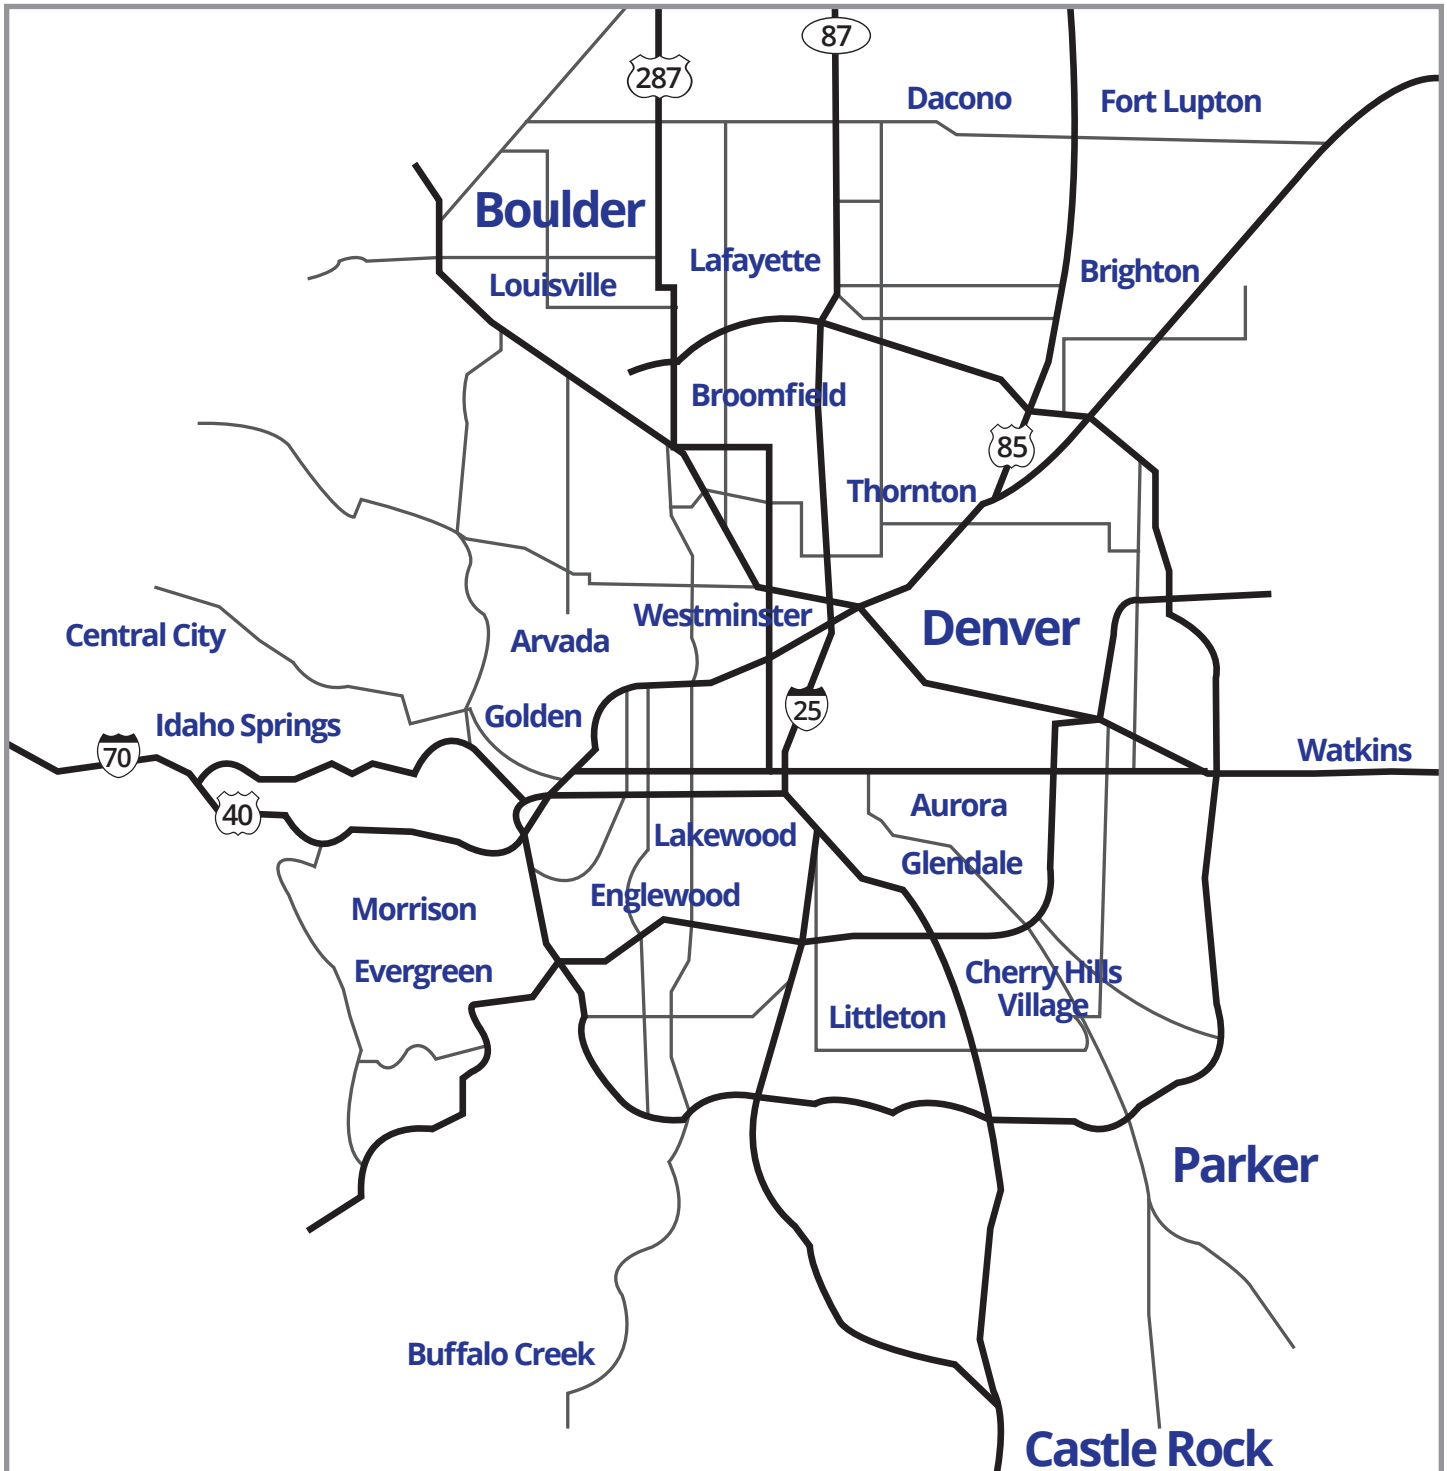 87
287
Dacono
Fort Lupton
Boulder
Lafayette
Brighton
Louisville
Broomfield
85
Thornton
Westminster
Denver
Central City
Arvada
Golden
25
Idaho Springs
70
Watkins
40
Aurora
Lakewood
Glendale
Englewood
Morrison
Evergreen
Cherry Hills
Village
Littleton
Parker
Buffalo Creek
Castle Rock